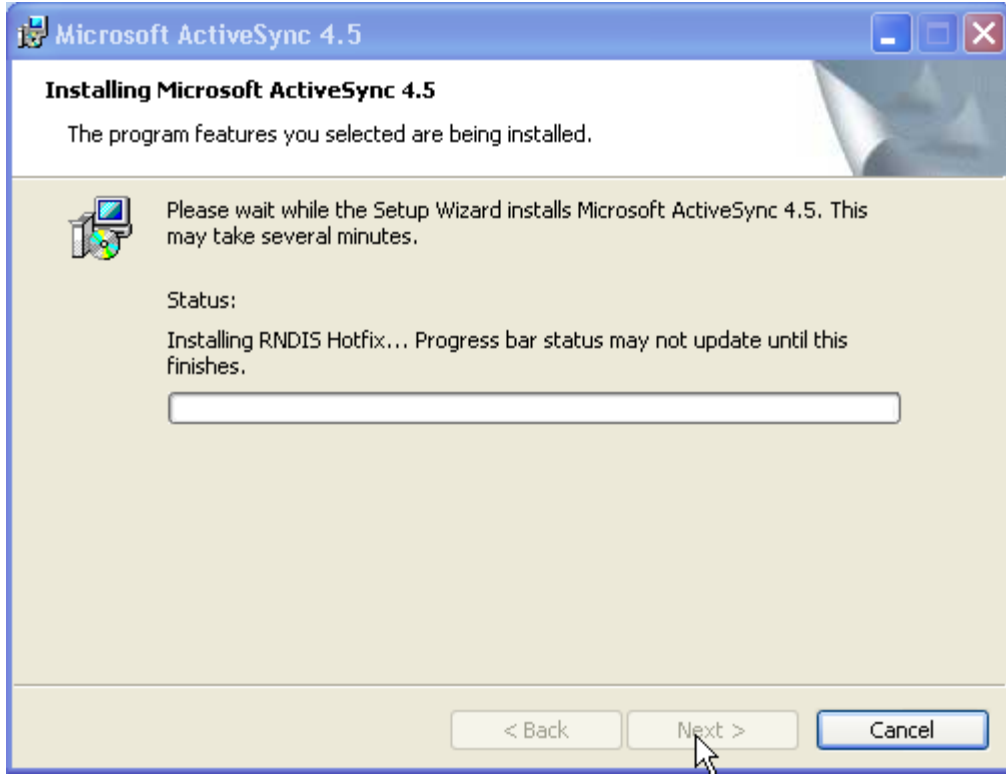 Microsoft ActiveSync 4.5
Installing Microsoft ActiveSync 4.5
The program features you selected are being installed.
Please wait while the Setup Wizard installs Microsoft ActiveSync 4.5. This
may take several minutes.
Status:
Installing RNDIS Hotfix... Progress bar status may not update until this
finishes.
< Back Next > Cancel